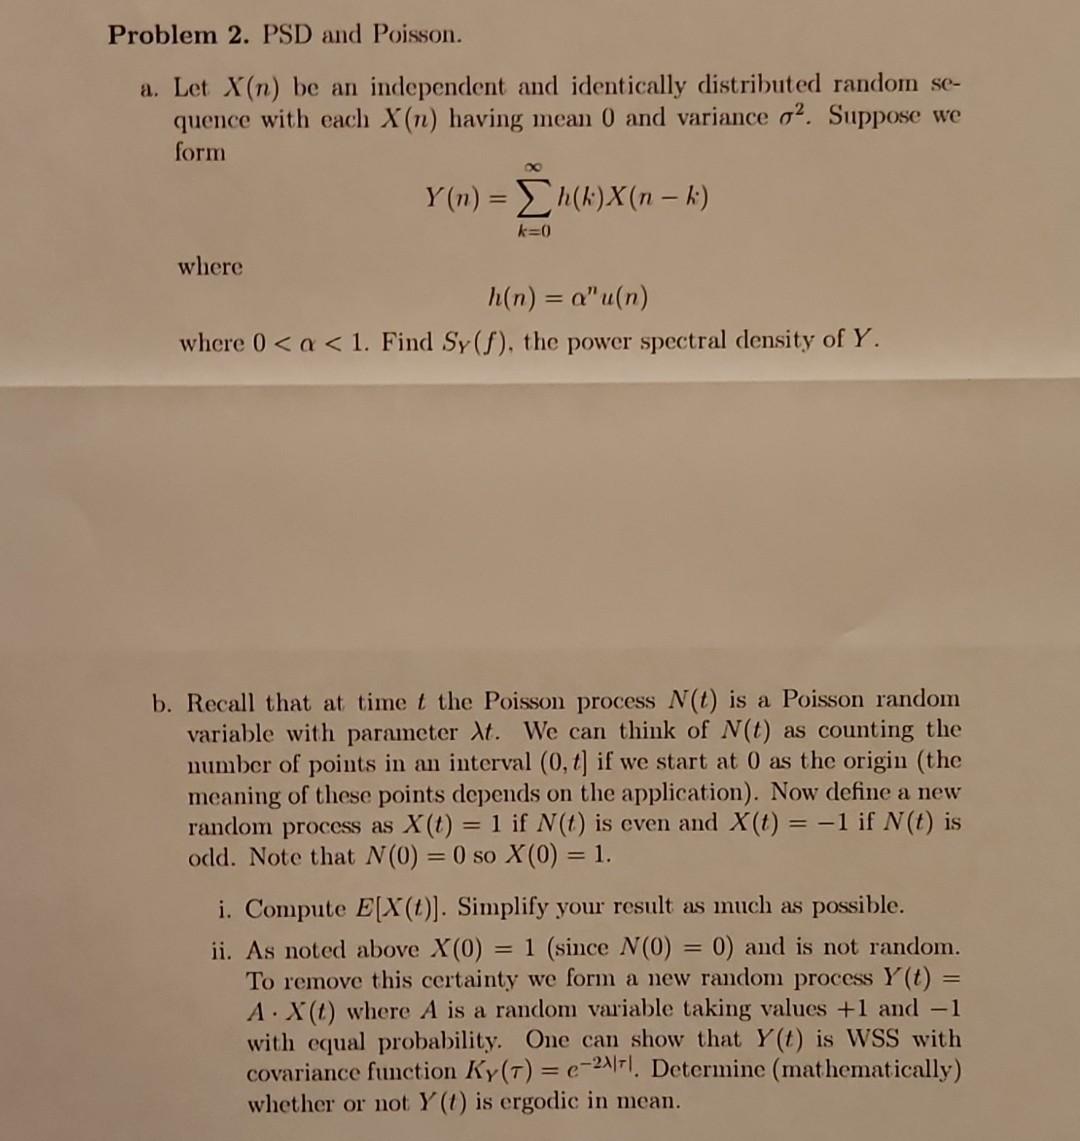 Problem 2. PSD and Poisson.
a. Let X(n) be an independent and identically distributed random se-
quence with each X(n) having mean 0 and variance σ². Suppose we
form
Y(n) = ∑_{k=0}^{∞} h(k)X(n − k)
where
h(n) = αⁿu(n)
where 0 < α < 1. Find S_Y(f), the power spectral density of Y.
b. Recall that at time t the Poisson process N(t) is a Poisson random
variable with parameter λt. We can think of N(t) as counting the
number of points in an interval (0, t] if we start at 0 as the origin (the
meaning of these points depends on the application). Now define a new
random process as X(t) = 1 if N(t) is even and X(t) = −1 if N(t) is
odd. Note that N(0) = 0 so X(0) = 1.
i. Compute E[X(t)]. Simplify your result as much as possible.
ii. As noted above X(0) = 1 (since N(0) = 0) and is not random.
To remove this certainty we form a new random process Y(t) =
A · X(t) where A is a random variable taking values +1 and −1
with equal probability. One can show that Y(t) is WSS with
covariance function K_Y(τ) = e^{−2λ|τ|}. Determine (mathematically)
whether or not Y(t) is ergodic in mean.